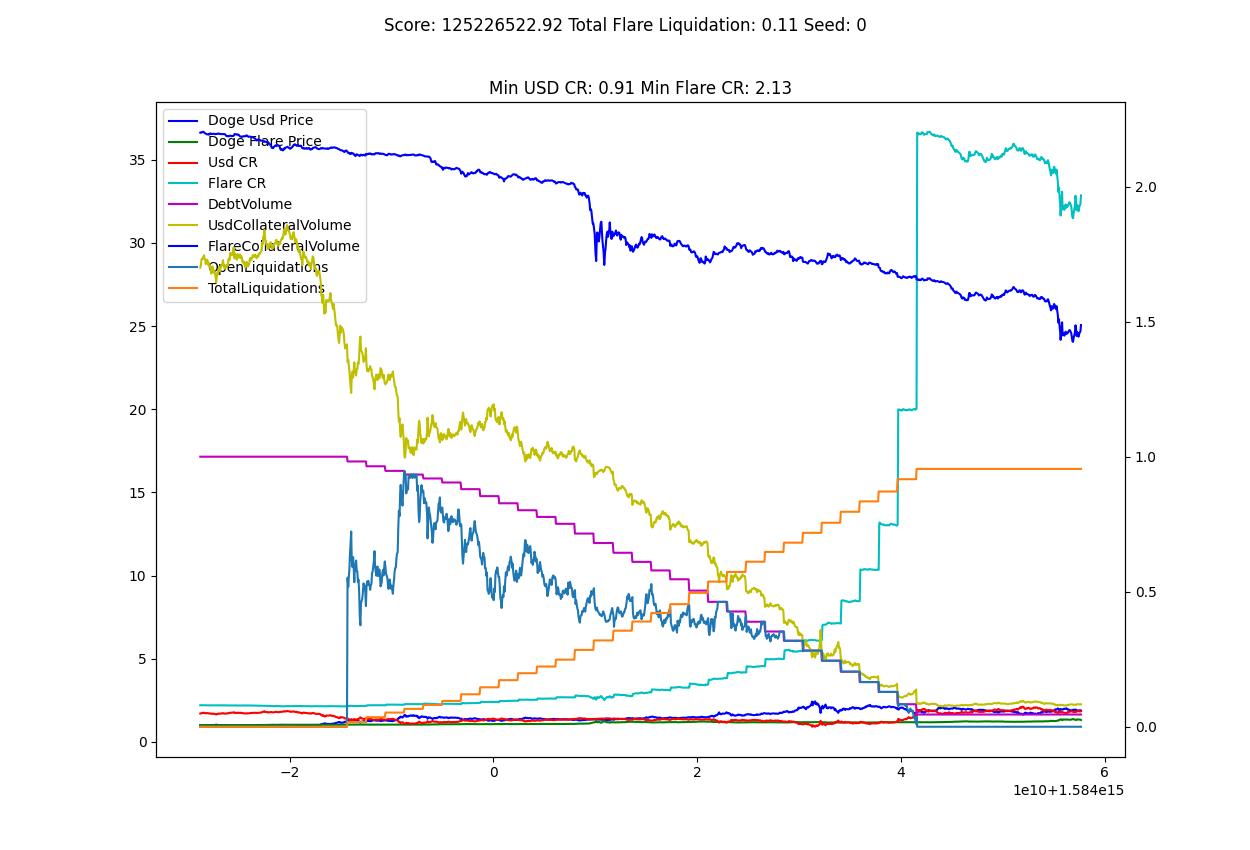 Score: 125226522.92 Total Flare Liquidation: 0.11 Seed: 0
Min USD CR: 0.91 Min Flare CR: 2.13
Doge Usd Price
Doge Flare Price
Usd CR
Flare CR
DebtVolume
UsdCollateralVolume
FlareCollateralVolume
OpenLiquidations
TotalLiquidations
35
30
25
20
15
10
5
0
2.0
1.5
1.0
0.5
0.0
−2
0
2
4
6
1e10+1.584e15